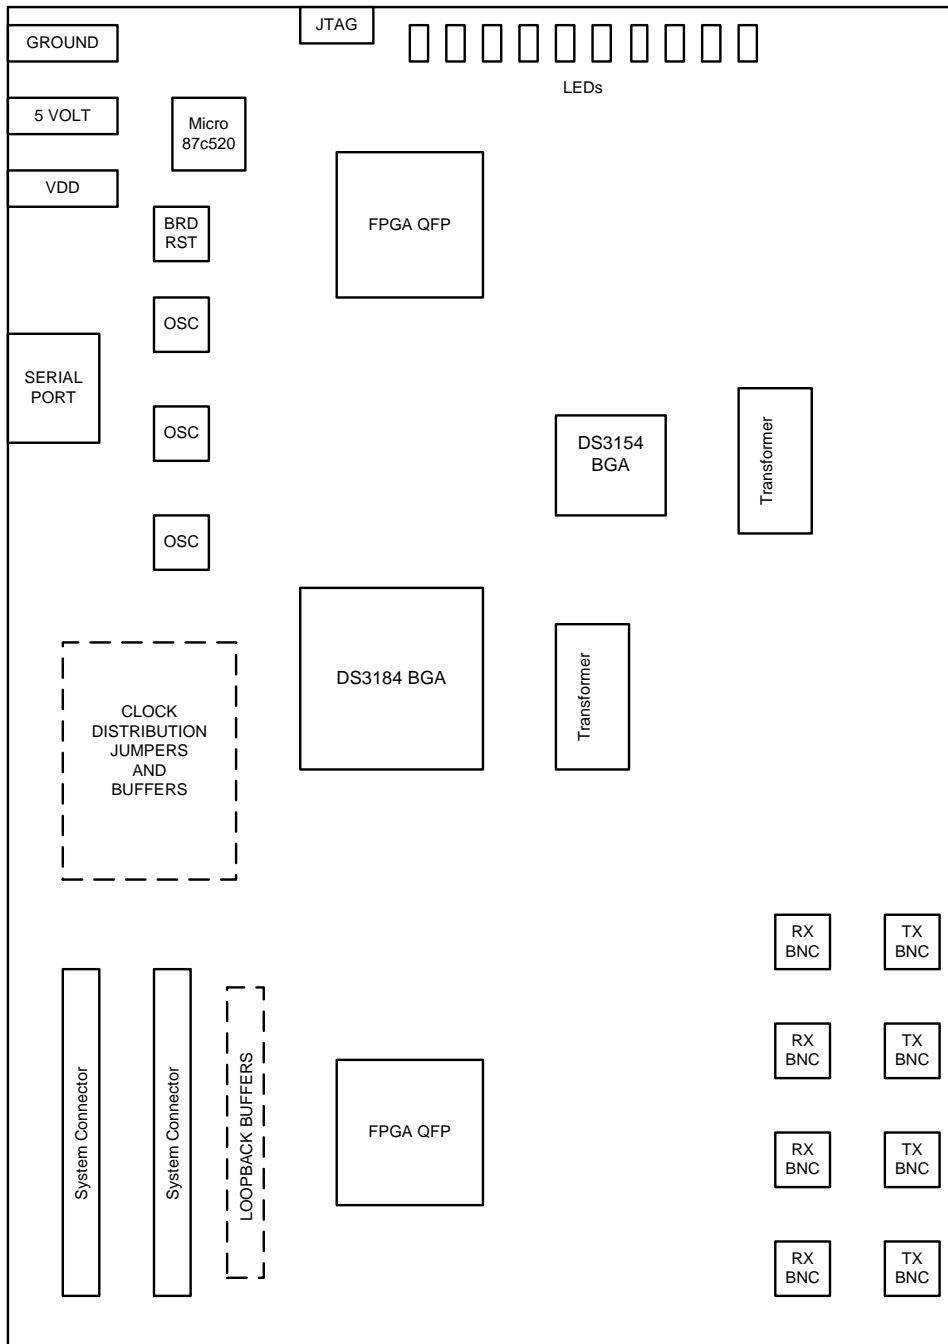 JTAG
GROUND
LEDs
5 VOLT
Micro
87c520
VDD
BRD
RST
FPGA QFP
OSC
SERIAL
PORT
OSC
DS3154
BGA
Transformer
OSC
DS3184 BGA
Transformer
CLOCK
DISTRIBUTION
JUMPERS
AND
BUFFERS
RX
BNC
TX
BNC
RX
BNC
TX
BNC
System Connector
System Connector
LOOPBACK BUFFERS
FPGA QFP
RX
BNC
TX
BNC
RX
BNC
TX
BNC